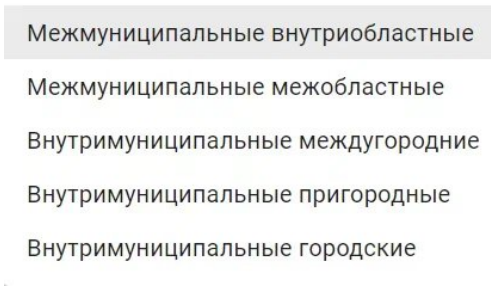 Межмуниципальные внутриобластные
Межмуниципальные межобластные
Внутримуниципальные междугородние
Внутримуниципальные пригородные
Внутримуниципальные городские